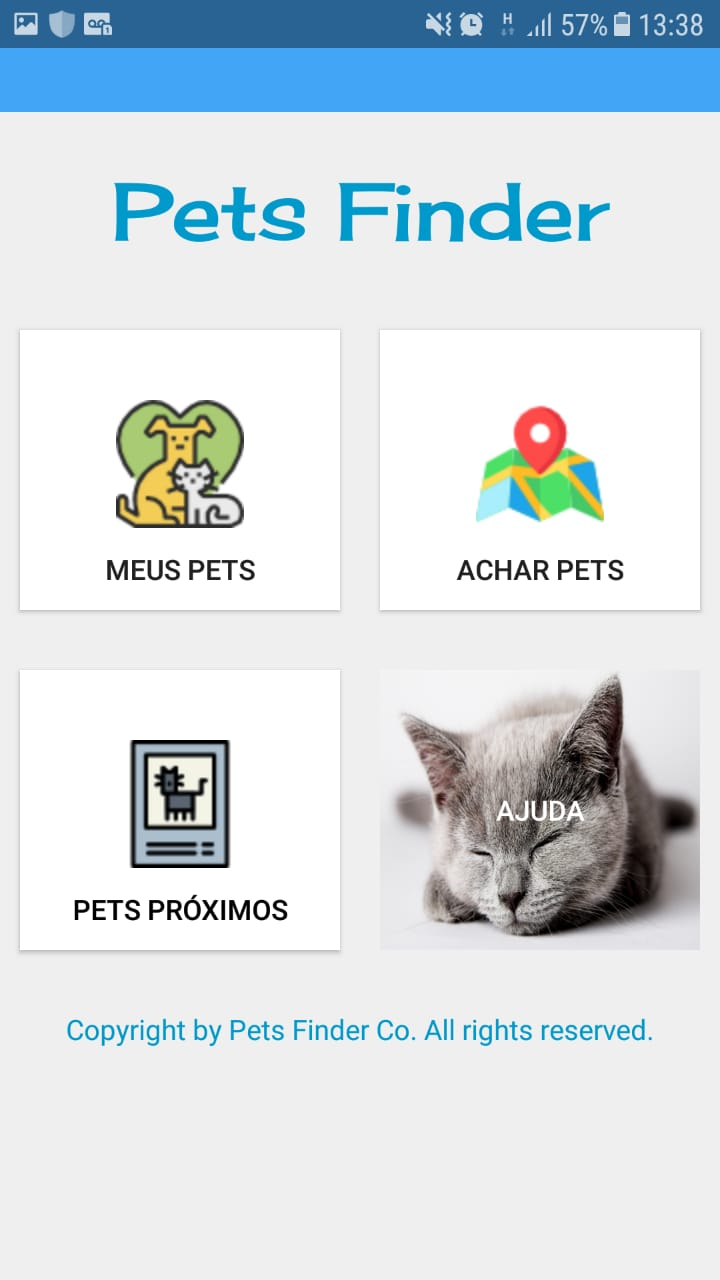 H 57% 13:38
Pets Finder
MEUS PETS
ACHAR PETS
PETS PRÓXIMOS
AJUDA
Copyright by Pets Finder Co. All rights reserved.